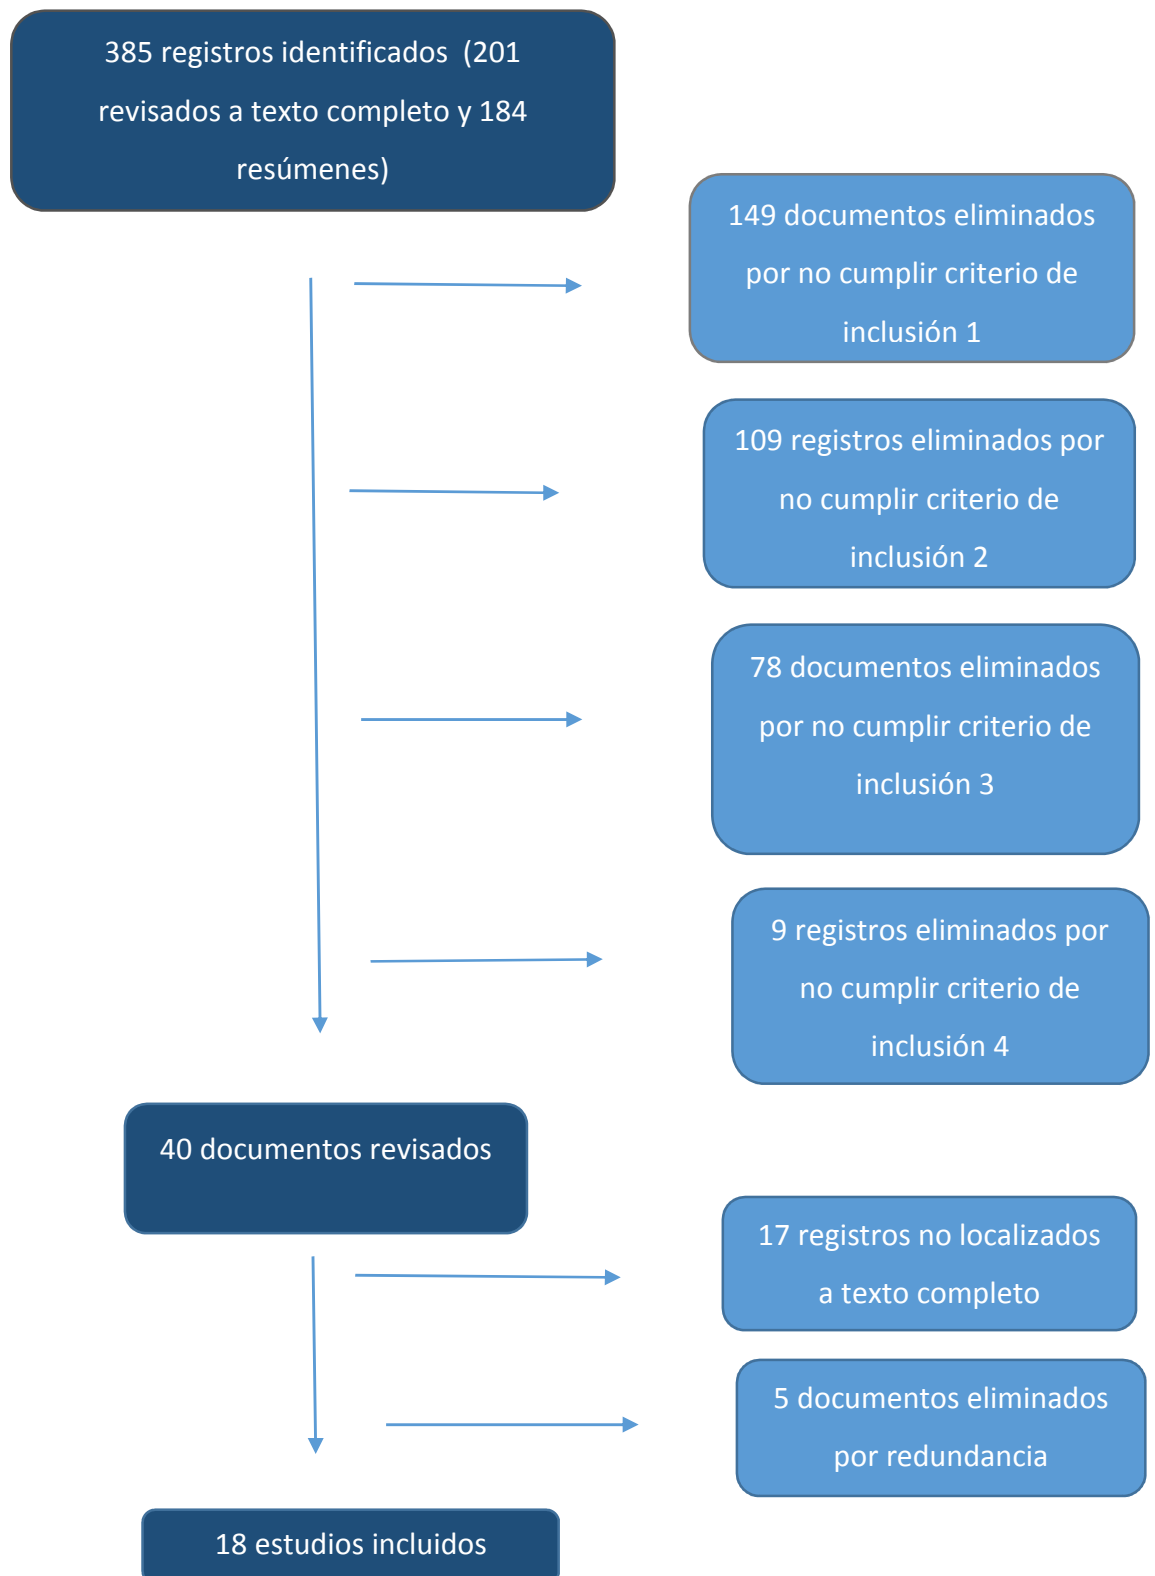 385 registros identificados  (201
revisados a texto completo y 184
resúmenes)
149 documentos eliminados
por no cumplir criterio de
inclusión 1
109 registros eliminados por
no cumplir criterio de
inclusión 2
78 documentos eliminados
por no cumplir criterio de
inclusión 3
9 registros eliminados por
no cumplir criterio de
inclusión 4
40 documentos revisados
17 registros no localizados
a texto completo
5 documentos eliminados
por redundancia
18 estudios incluidos